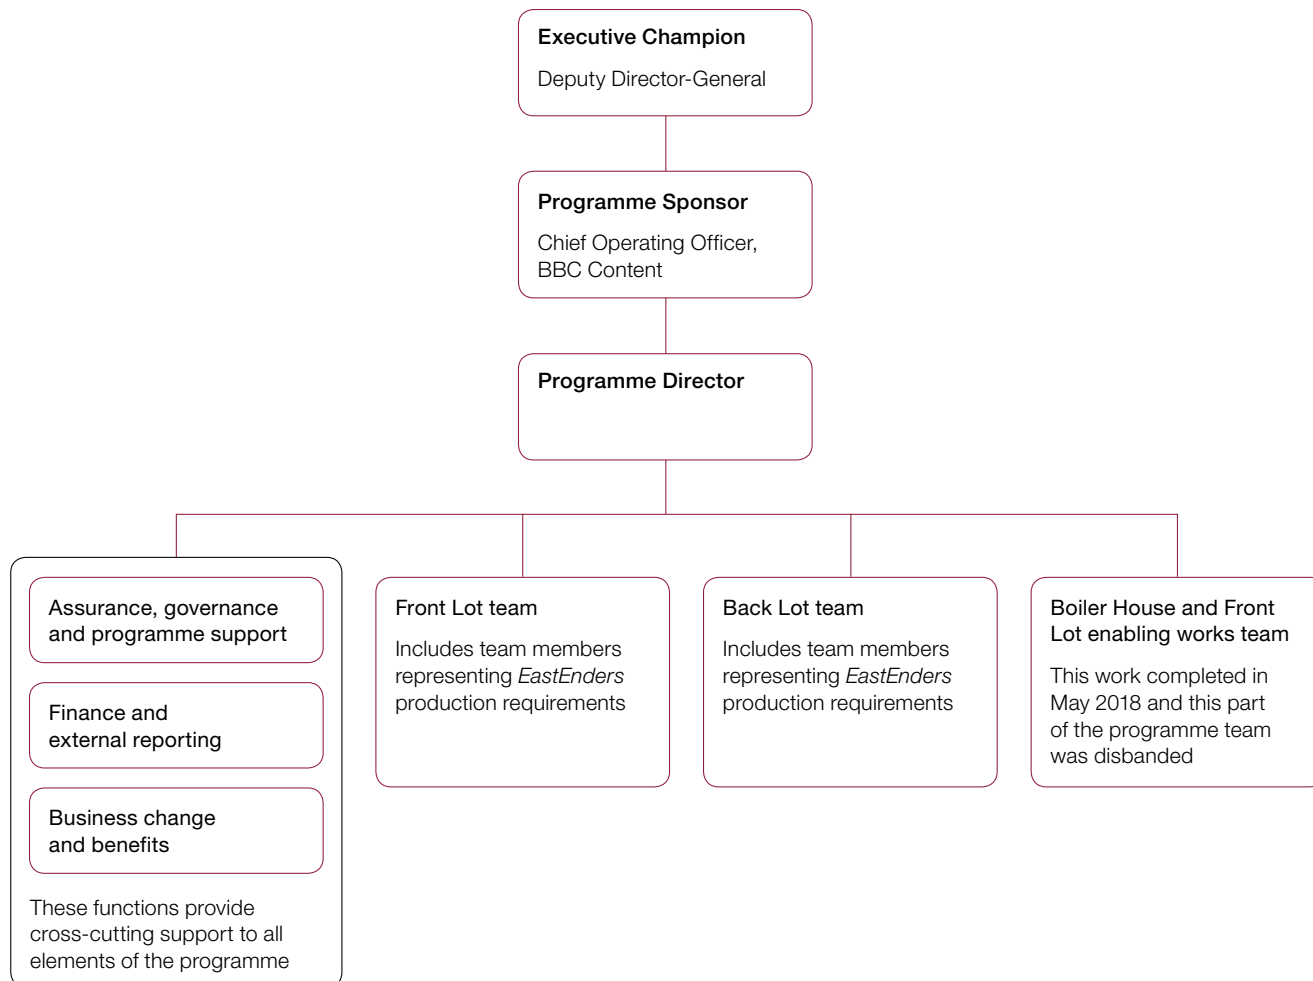 Executive Champion
Deputy Director-General
Programme Sponsor
Chief Operating Officer,
BBC Content
Programme Director
Assurance, governance
and programme support
Finance and
external reporting
Business change
and benefits
These functions provide
cross-cutting support to all
elements of the programme
Front Lot team
Includes team members
representing EastEnders
production requirements
Back Lot team
Includes team members
representing EastEnders
production requirements
Boiler House and Front
Lot enabling works team
This work completed in
May 2018 and this part
of the programme team
was disbanded